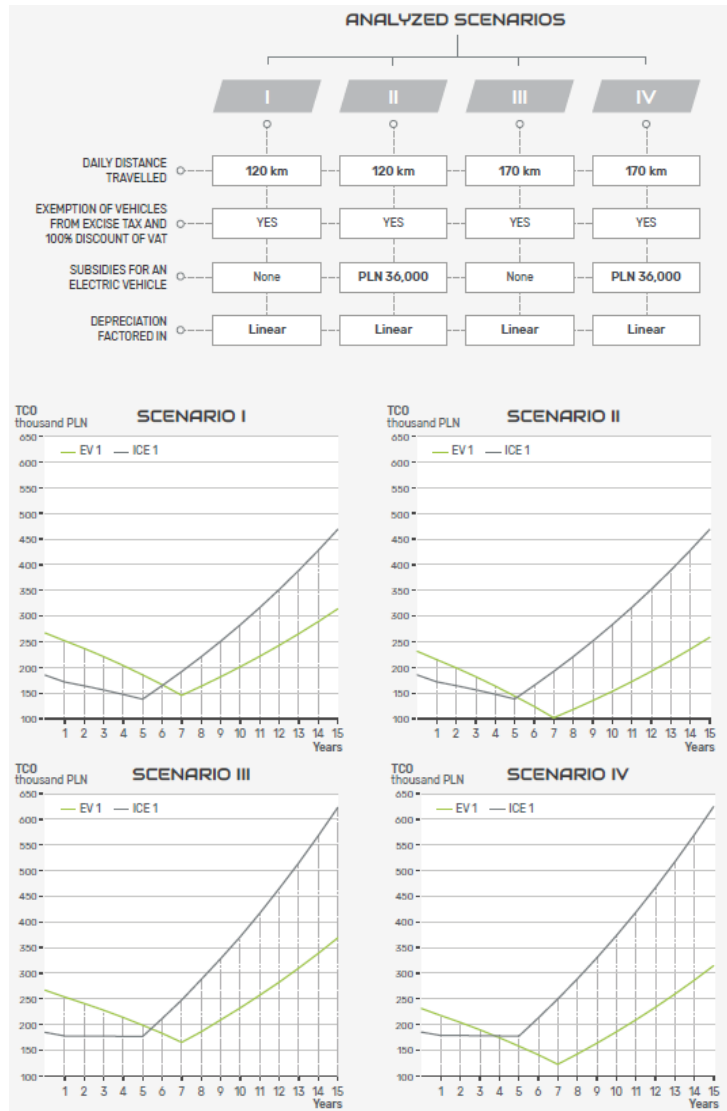 ANALYZED SCENARIOS
I II III IV
DAILY DISTANCE
TRAVELLED
120 km 120 km 170 km 170 km
EXEMPTION OF VEHICLES
FROM EXCISE TAX AND
100% DISCOUNT OF VAT
YES YES YES YES
SUBSIDIES FOR AN
ELECTRIC VEHICLE
None PLN 36,000 None PLN 36,000
DEPRECIATION
FACTORED IN
Linear Linear Linear Linear
TCO
thousand PLN
SCENARIO I
EV 1 ICE 1
650
600
550
500
450
400
350
300
250
200
150
100
1 2 3 4 5 6 7 8 9 10 11 12 13 14 15
Years
TCO
thousand PLN
SCENARIO II
EV 1 ICE 1
650
600
550
500
450
400
350
300
250
200
150
100
1 2 3 4 5 6 7 8 9 10 11 12 13 14 15
Years
TCO
thousand PLN
SCENARIO III
EV 1 ICE 1
650
600
550
500
450
400
350
300
250
200
150
100
1 2 3 4 5 6 7 8 9 10 11 12 13 14 15
Years
TCO
thousand PLN
SCENARIO IV
EV 1 ICE 1
650
600
550
500
450
400
350
300
250
200
150
100
1 2 3 4 5 6 7 8 9 10 11 12 13 14 15
Years